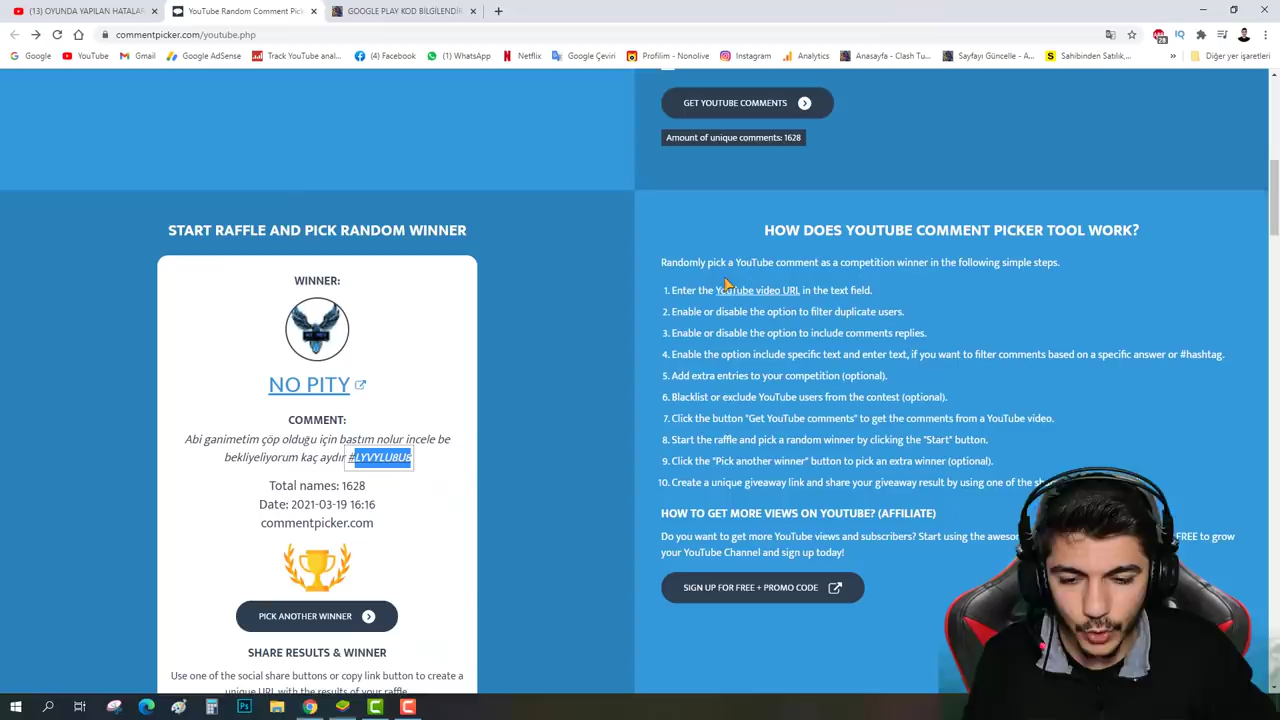 (13) OYUNDA YAPILAN HATALAR
YouTube Random Comment Pick
GOOGLE PLAY KOD BİLGİLENDİR
commentpicker.com/youtube.php
Google
YouTube
Gmail
Google AdSense
Track YouTube anal...
(4) Facebook
(1) WhatsApp
Netflix
Google Çeviri
Profilim - Nonolive
Instagram
Analytics
Anasayfa - Clash Tu...
Sayfayı Güncelle - A...
Sahibinden Satılık,...
»
Diğer yer işaretleri
GET YOUTUBE COMMENTS
Amount of unique comments: 1628
START RAFFLE AND PICK RANDOM WINNER
WINNER:
NO PITY
COMMENT:
Abi ganimetim çöp olduğu için bastım nolur incele be
bekliyeliyorum kaç aydır #LYVYLU8U8
Total names: 1628
Date: 2021-03-19 16:16
commentpicker.com
PICK ANOTHER WINNER
SHARE RESULTS & WINNER
Use one of the social share buttons or copy link button to create a
unique URL with the results of your raffle
HOW DOES YOUTUBE COMMENT PICKER TOOL WORK?
Randomly pick a YouTube comment as a competition winner in the following simple steps.
1. Enter the YouTube video URL in the text field.
2. Enable or disable the option to filter duplicate users.
3. Enable or disable the option to include comments replies.
4. Enable the option include specific text and enter text, if you want to filter comments based on a specific answer or #hashtag.
5. Add extra entries to your competition (optional).
6. Blacklist or exclude YouTube users from the contest (optional).
7. Click the button "Get YouTube comments" to get the comments from a YouTube video.
8. Start the raffle and pick a random winner by clicking the "Start" button.
9. Click the "Pick another winner" button to pick an extra winner (optional).
10. Create a unique giveaway link and share your giveaway result by using one of the
HOW TO GET MORE VIEWS ON YOUTUBE? (AFFILIATE)
Do you want to get more YouTube views and subscribers? Start using the FREE to grow
your YouTube Channel and sign up today!
SIGN UP FOR FREE + PROMO CODE